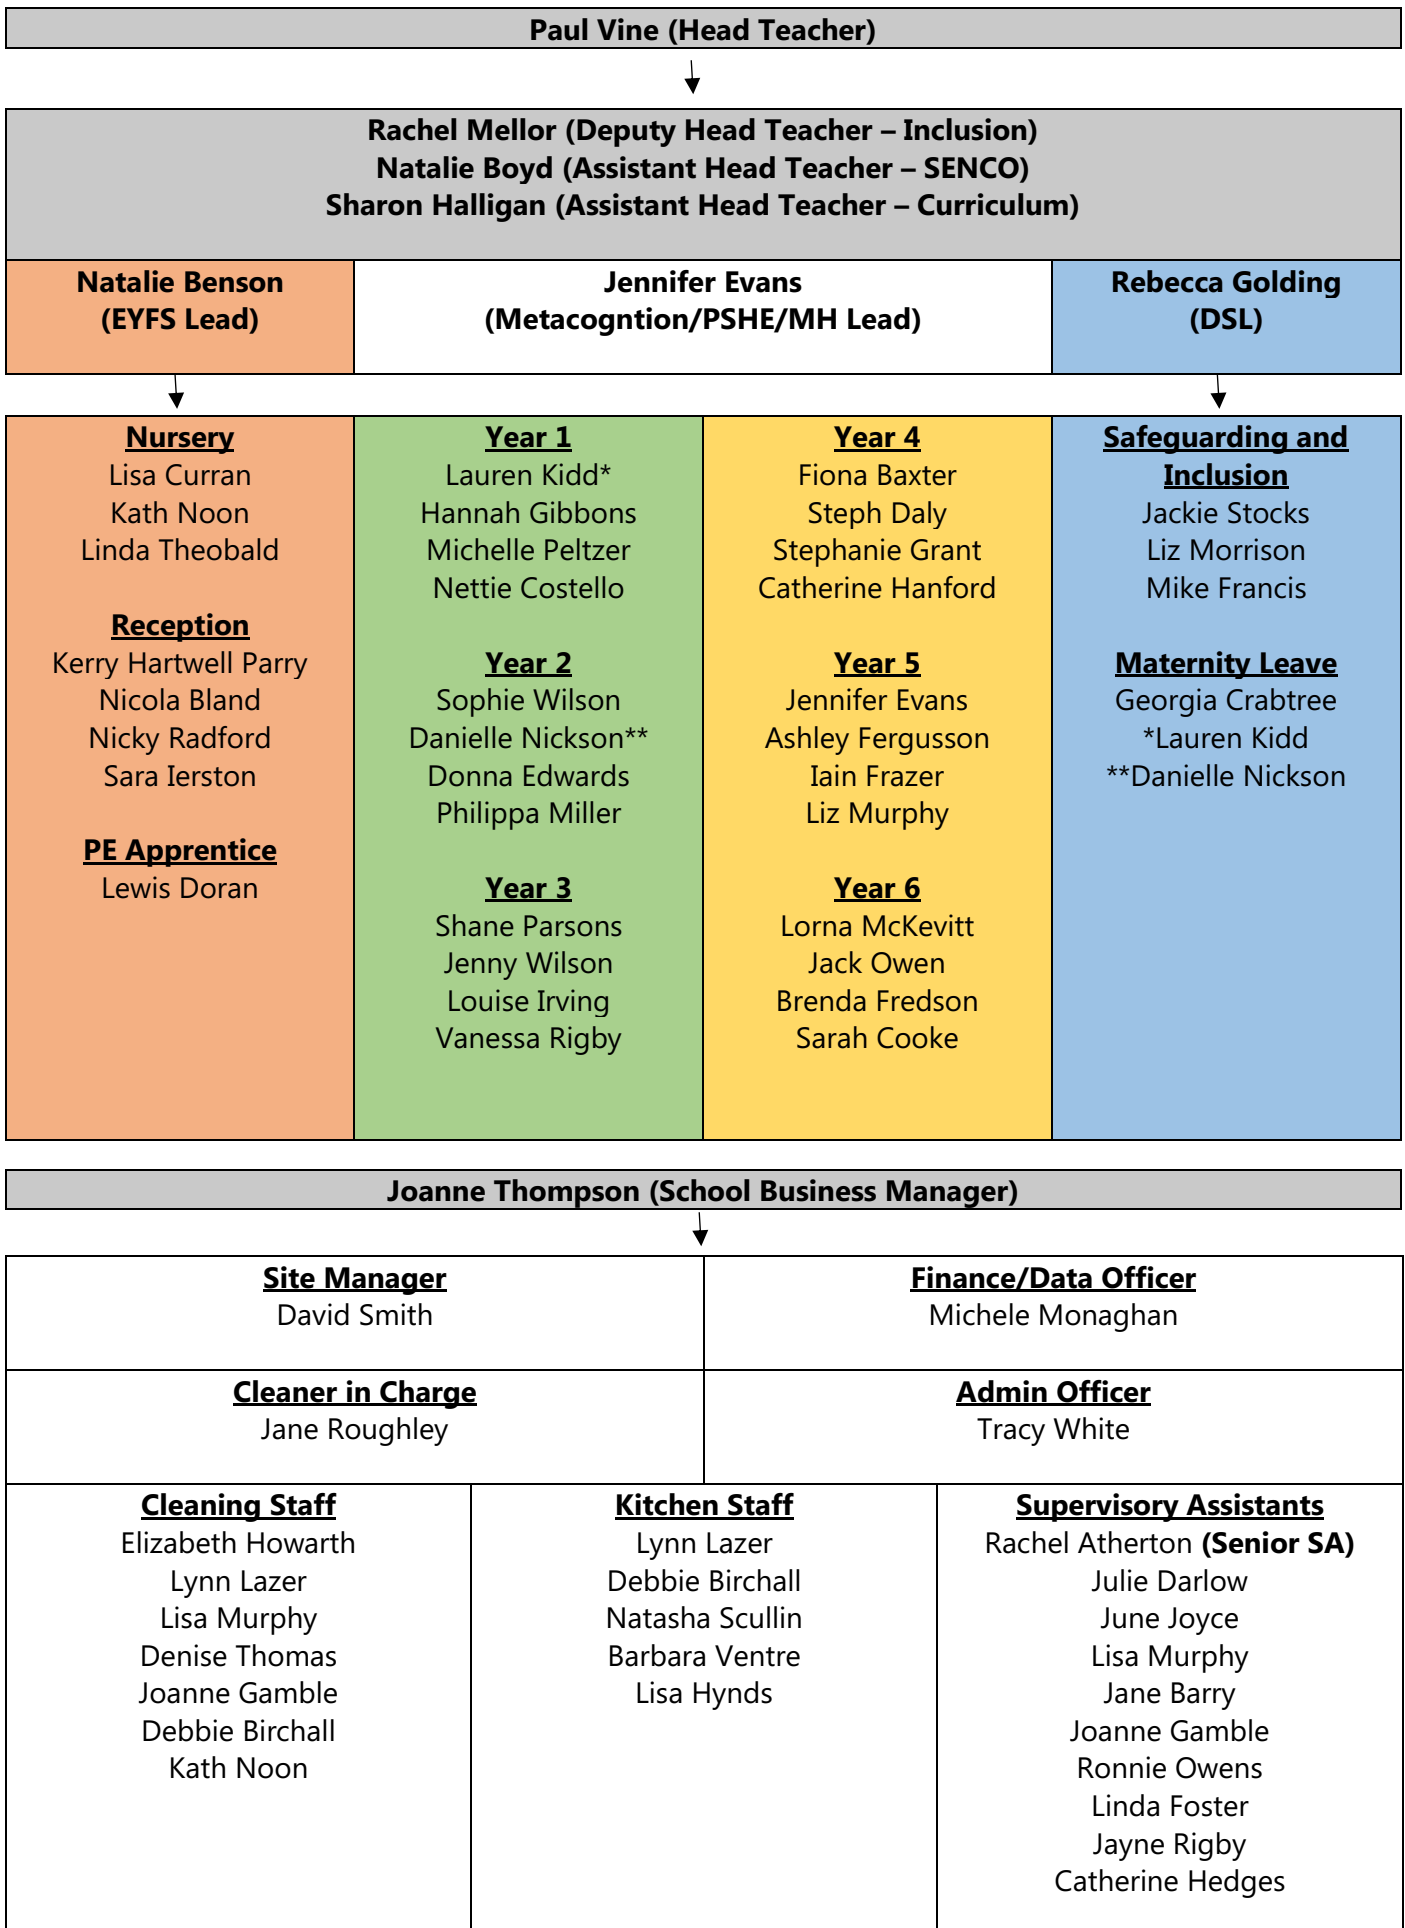 Paul Vine (Head Teacher)
Rachel Mellor (Deputy Head Teacher – Inclusion)
Natalie Boyd (Assistant Head Teacher – SENCO)
Sharon Halligan (Assistant Head Teacher – Curriculum)
Natalie Benson
(EYFS Lead)
Jennifer Evans
(Metacogntion/PSHE/MH Lead)
Rebecca Golding
(DSL)
Nursery
Lisa Curran
Kath Noon
Linda Theobald
Reception
Kerry Hartwell Parry
Nicola Bland
Nicky Radford
Sara Ierston
PE Apprentice
Lewis Doran
Year 1
Lauren Kidd*
Hannah Gibbons
Michelle Peltzer
Nettie Costello
Year 2
Sophie Wilson
Danielle Nickson**
Donna Edwards
Philippa Miller
Year 3
Shane Parsons
Jenny Wilson
Louise Irving
Vanessa Rigby
Year 4
Fiona Baxter
Steph Daly
Stephanie Grant
Catherine Hanford
Year 5
Jennifer Evans
Ashley Fergusson
Iain Frazer
Liz Murphy
Year 6
Lorna McKevitt
Jack Owen
Brenda Fredson
Sarah Cooke
Safeguarding and
Inclusion
Jackie Stocks
Liz Morrison
Mike Francis
Maternity Leave
Georgia Crabtree
*Lauren Kidd
**Danielle Nickson
Joanne Thompson (School Business Manager)
Site Manager
David Smith
Finance/Data Officer
Michele Monaghan
Cleaner in Charge
Jane Roughley
Admin Officer
Tracy White
Cleaning Staff
Elizabeth Howarth
Lynn Lazer
Lisa Murphy
Denise Thomas
Joanne Gamble
Debbie Birchall
Kath Noon
Kitchen Staff
Lynn Lazer
Debbie Birchall
Natasha Scullin
Barbara Ventre
Lisa Hynds
Supervisory Assistants
Rachel Atherton (Senior SA)
Julie Darlow
June Joyce
Lisa Murphy
Jane Barry
Joanne Gamble
Ronnie Owens
Linda Foster
Jayne Rigby
Catherine Hedges